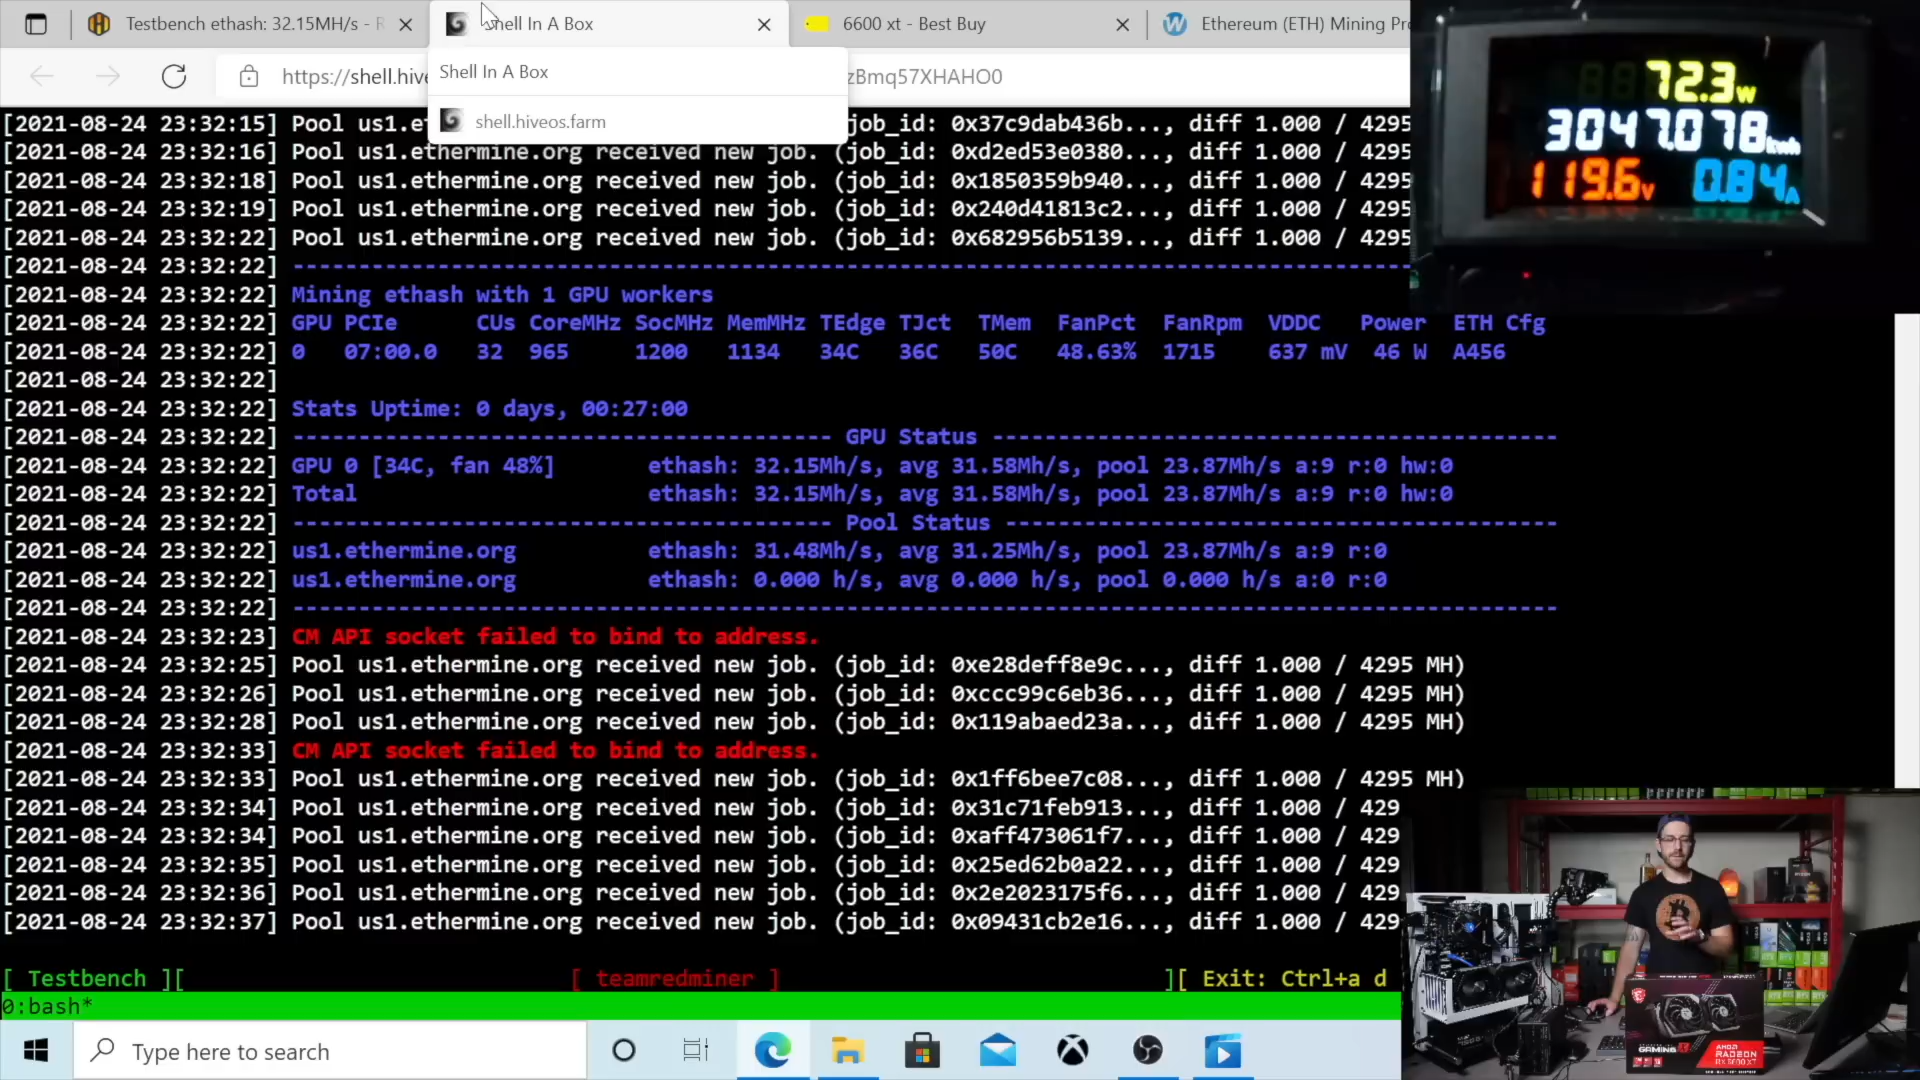 Testbench ethash: 32.15MH/s - R
Shell In A Box
6600 xt - Best Buy
Ethereum (ETH) Mining Pr
https://shell.hive
zBmq57XHAHO0
Shell In A Box
shell.hiveos.farm
72.3W
3047.078kwh
119.6V 0.84A
[2021-08-24 23:32:15] Pool us1.et job_id: 0x37c9dab436b..., diff 1.000 / 4295
[2021-08-24 23:32:16] Pool us1.ethermine.org received new job. (job_id: 0xd2ed53e0380..., diff 1.000 / 4295
[2021-08-24 23:32:18] Pool us1.ethermine.org received new job. (job_id: 0x1850359b940..., diff 1.000 / 4295
[2021-08-24 23:32:19] Pool us1.ethermine.org received new job. (job_id: 0x240d41813c2..., diff 1.000 / 4295
[2021-08-24 23:32:22] Pool us1.ethermine.org received new job. (job_id: 0x682956b5139..., diff 1.000 / 4295
[2021-08-24 23:32:22] ------------------------------------------------------------
[2021-08-24 23:32:22] Mining ethash with 1 GPU workers
[2021-08-24 23:32:22] GPU PCIe CUs CoreMHz SocMHz MemMHz TEdge TJct TMem FanPct FanRpm VDDC Power ETH Cfg
[2021-08-24 23:32:22] 0 07:00.0 32 965 1200 1134 34C 36C 50C 48.63% 1715 637 mV 46 W A456
[2021-08-24 23:32:22]
[2021-08-24 23:32:22] Stats Uptime: 0 days, 00:27:00
[2021-08-24 23:32:22] ----------------------------------------- GPU Status ------------------------------------------
[2021-08-24 23:32:22] GPU 0 [34C, fan 48%] ethash: 32.15Mh/s, avg 31.58Mh/s, pool 23.87Mh/s a:9 r:0 hw:0
[2021-08-24 23:32:22] Total ethash: 32.15Mh/s, avg 31.58Mh/s, pool 23.87Mh/s a:9 r:0 hw:0
[2021-08-24 23:32:22] ----------------------------------------- Pool Status -----------------------------------------
[2021-08-24 23:32:22] us1.ethermine.org ethash: 31.48Mh/s, avg 31.25Mh/s, pool 23.87Mh/s a:9 r:0
[2021-08-24 23:32:22] us1.ethermine.org ethash: 0.000 h/s, avg 0.000 h/s, pool 0.000 h/s a:0 r:0
[2021-08-24 23:32:22] ------------------------------------------------------------
[2021-08-24 23:32:23] CM API socket failed to bind to address.
[2021-08-24 23:32:25] Pool us1.ethermine.org received new job. (job_id: 0xe28deff8e9c..., diff 1.000 / 4295 MH)
[2021-08-24 23:32:26] Pool us1.ethermine.org received new job. (job_id: 0xccc99c6eb36..., diff 1.000 / 4295 MH)
[2021-08-24 23:32:28] Pool us1.ethermine.org received new job. (job_id: 0x119abaed23a..., diff 1.000 / 4295 MH)
[2021-08-24 23:32:33] CM API socket failed to bind to address.
[2021-08-24 23:32:33] Pool us1.ethermine.org received new job. (job_id: 0x1ff6bee7c08..., diff 1.000 / 4295 MH)
[2021-08-24 23:32:34] Pool us1.ethermine.org received new job. (job_id: 0x31c71feb913..., diff 1.000 / 429
[2021-08-24 23:32:34] Pool us1.ethermine.org received new job. (job_id: 0xaff473061f7..., diff 1.000 / 429
[2021-08-24 23:32:35] Pool us1.ethermine.org received new job. (job_id: 0x25ed62b0a22..., diff 1.000 / 429
[2021-08-24 23:32:36] Pool us1.ethermine.org received new job. (job_id: 0x2e2023175f6..., diff 1.000 / 429
[2021-08-24 23:32:37] Pool us1.ethermine.org received new job. (job_id: 0x09431cb2e16..., diff 1.000 / 429
[ Testbench ][ [ teamredminer ] ][ Exit: Ctrl+a d
0:bash*
Type here to search
GAMING X
AMD
RADEON
RX 6600 XT